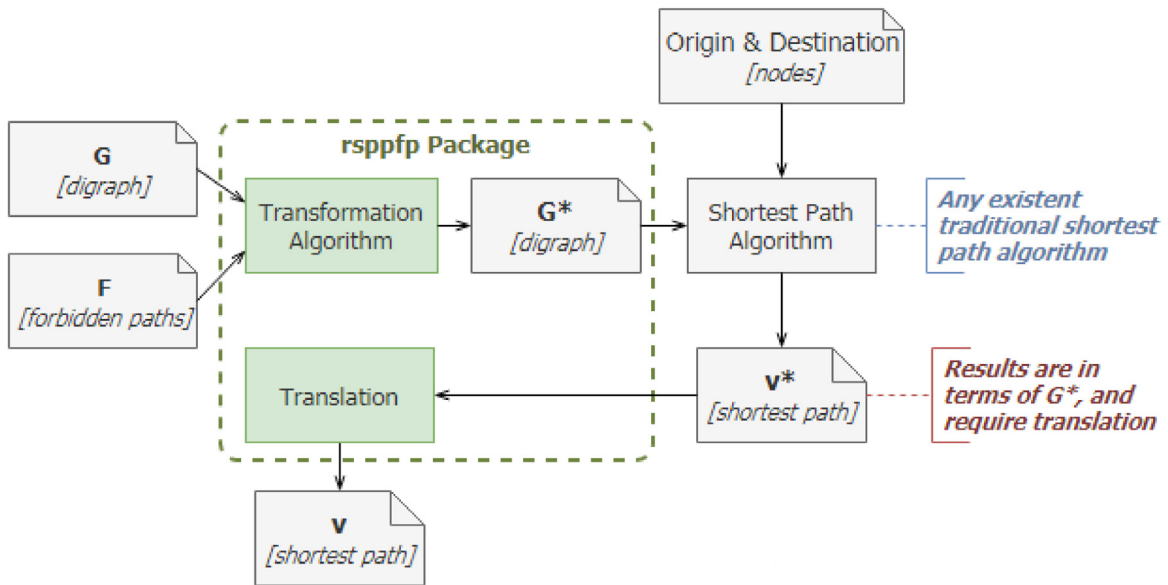 Origin & Destination
[nodes]
rsppfp Package
G
[digraph]
Transformation
Algorithm
G*
[digraph]
Shortest Path
Algorithm
Any existent
traditional shortest
path algorithm
F
[forbidden paths]
Translation
v*
[shortest path]
Results are in
terms of G*, and
require translation
v
[shortest path]